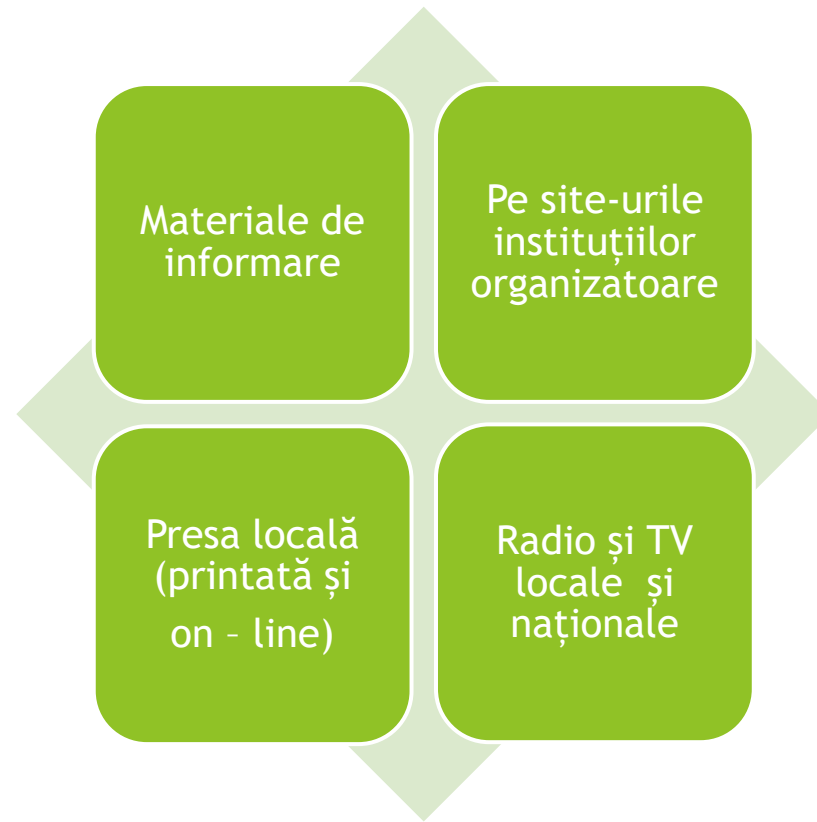 Materiale de
informare
Pe site-urile
instituțiilor
organizatoare
Presa locală
(printată și
on – line)
Radio și TV
locale  și
naționale